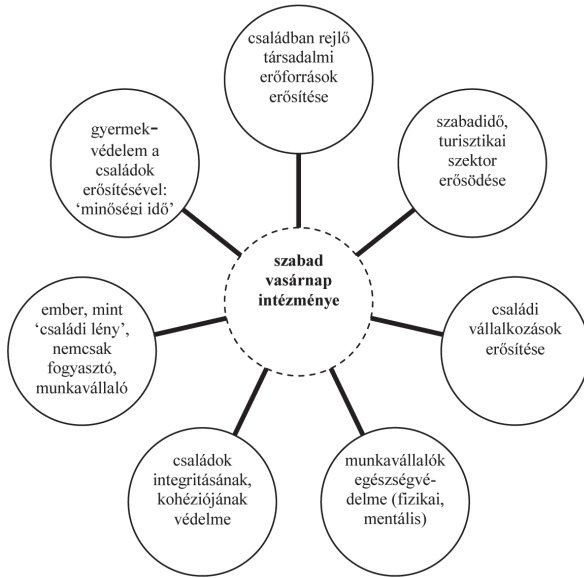 családban rejlő
társadalmi
erőforrások
erősítése
szabadidő,
turisztikai
szektor
erősödése
családi
vállalkozások
erősítése
munkavállalók
egészségvé-
delme (fizikai,
mentális)
családok
integritásának,
kohéziójának
védelme
ember, mint
‘családi lény’,
nemcsak
fogyasztó,
munkavállaló
gyermek-
védelem a
családok
erősítésével:
‘minőségi idő’
szabad
vasárnap
intézménye